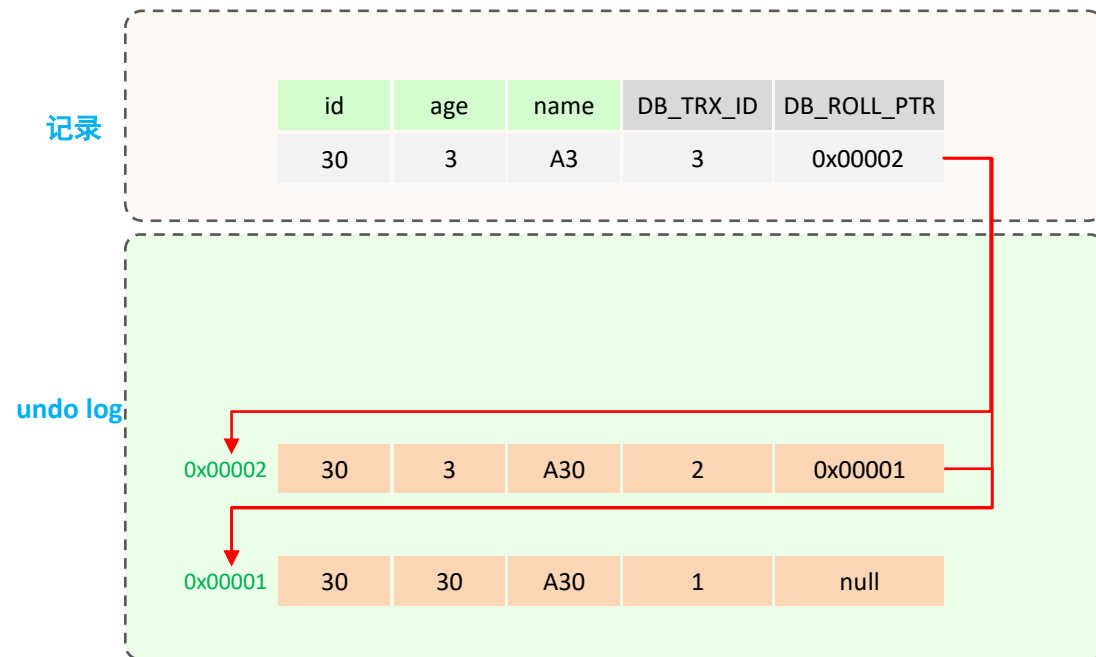 id age name DB_TRX_ID DB_ROLL_PTR
记录
30 3 A3 3 0x00002
undo log
0x00002 30 3 A30 2 0x00001
0x00001 30 30 A30 1 null